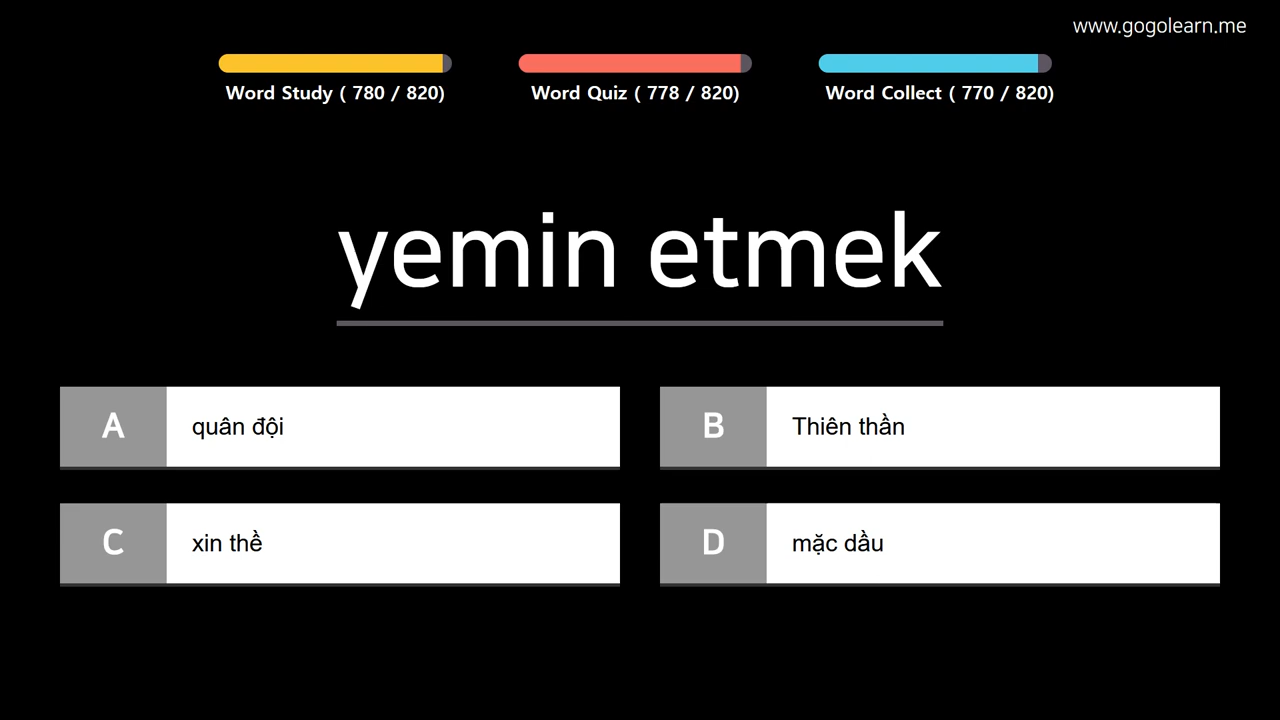 www.gogolearn.me
Word Study ( 780 / 820)
Word Quiz ( 778 / 820)
Word Collect ( 770 / 820)
yemin etmek
A quân đội
B Thiên thần
C xin thề
D mặc dầu